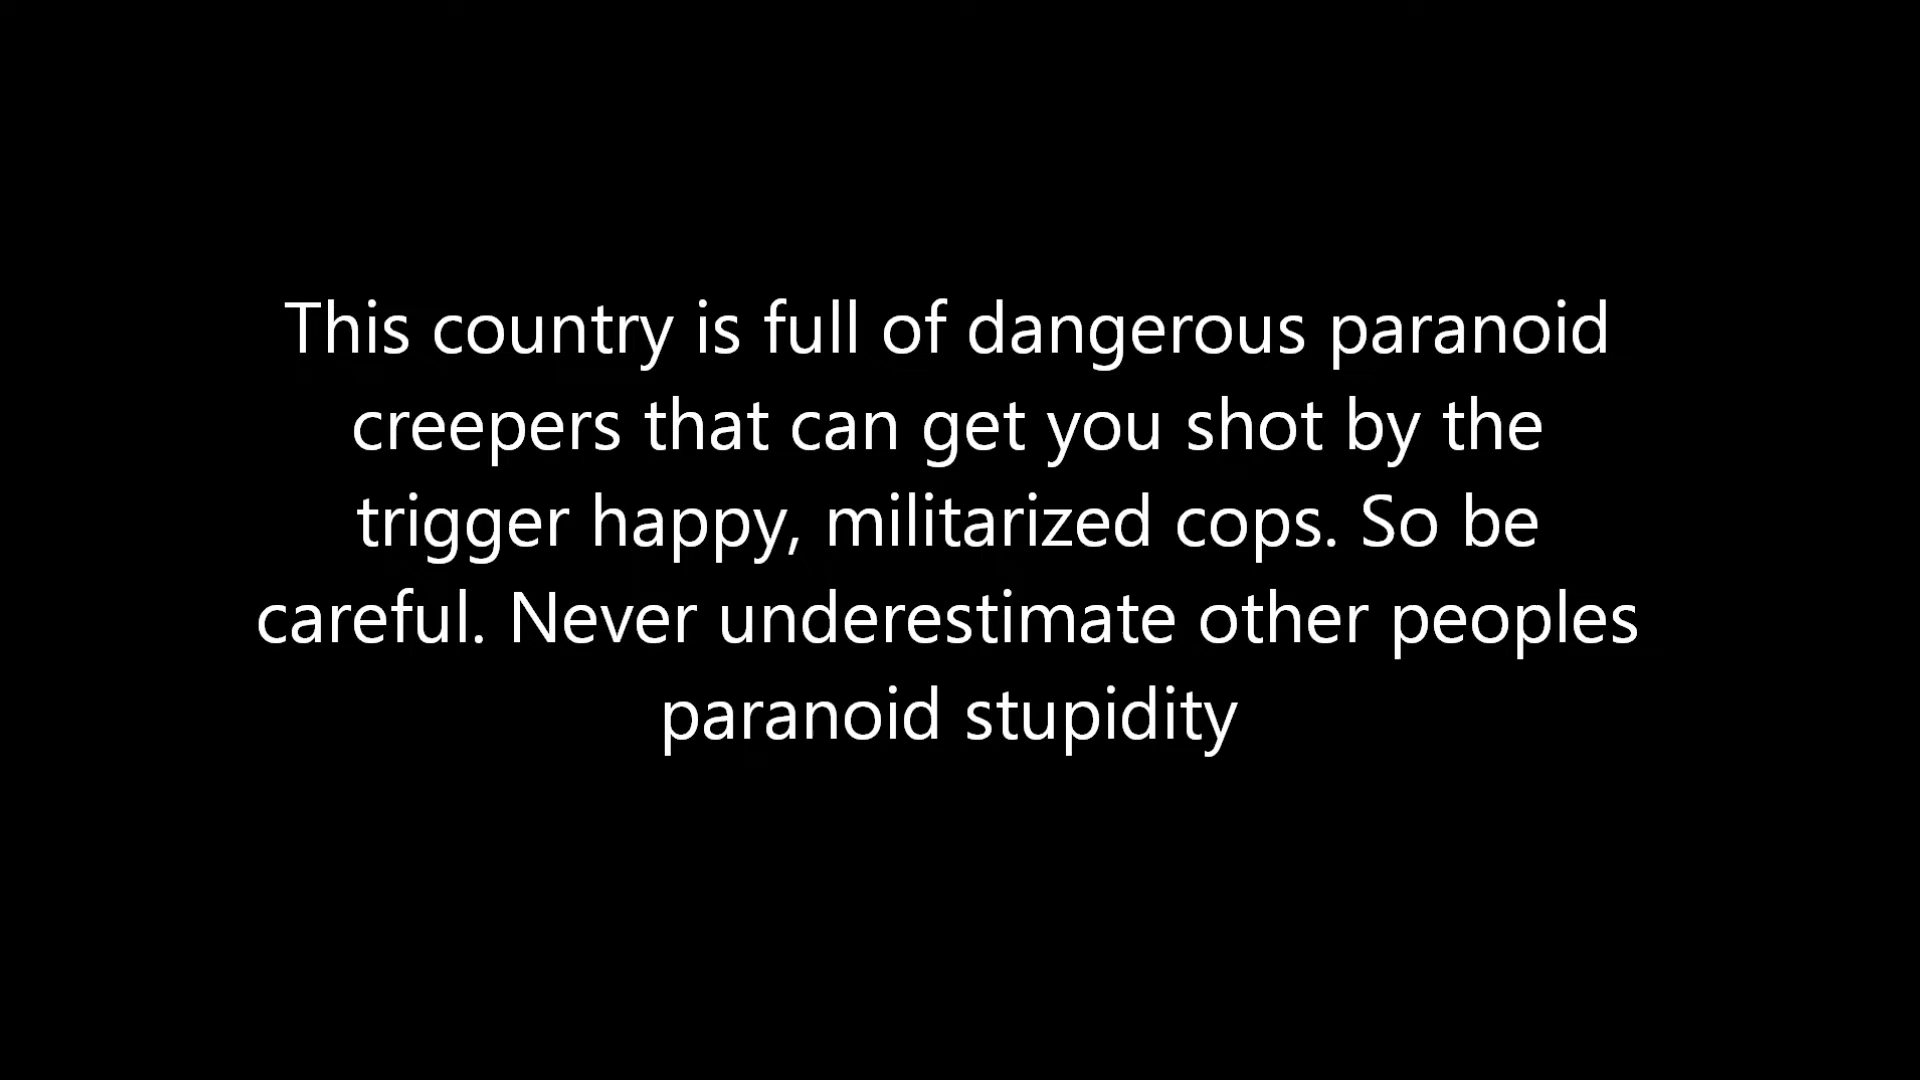 This country is full of dangerous paranoid
creepers that can get you shot by the
trigger happy, militarized cops. So be
careful. Never underestimate other peoples
paranoid stupidity